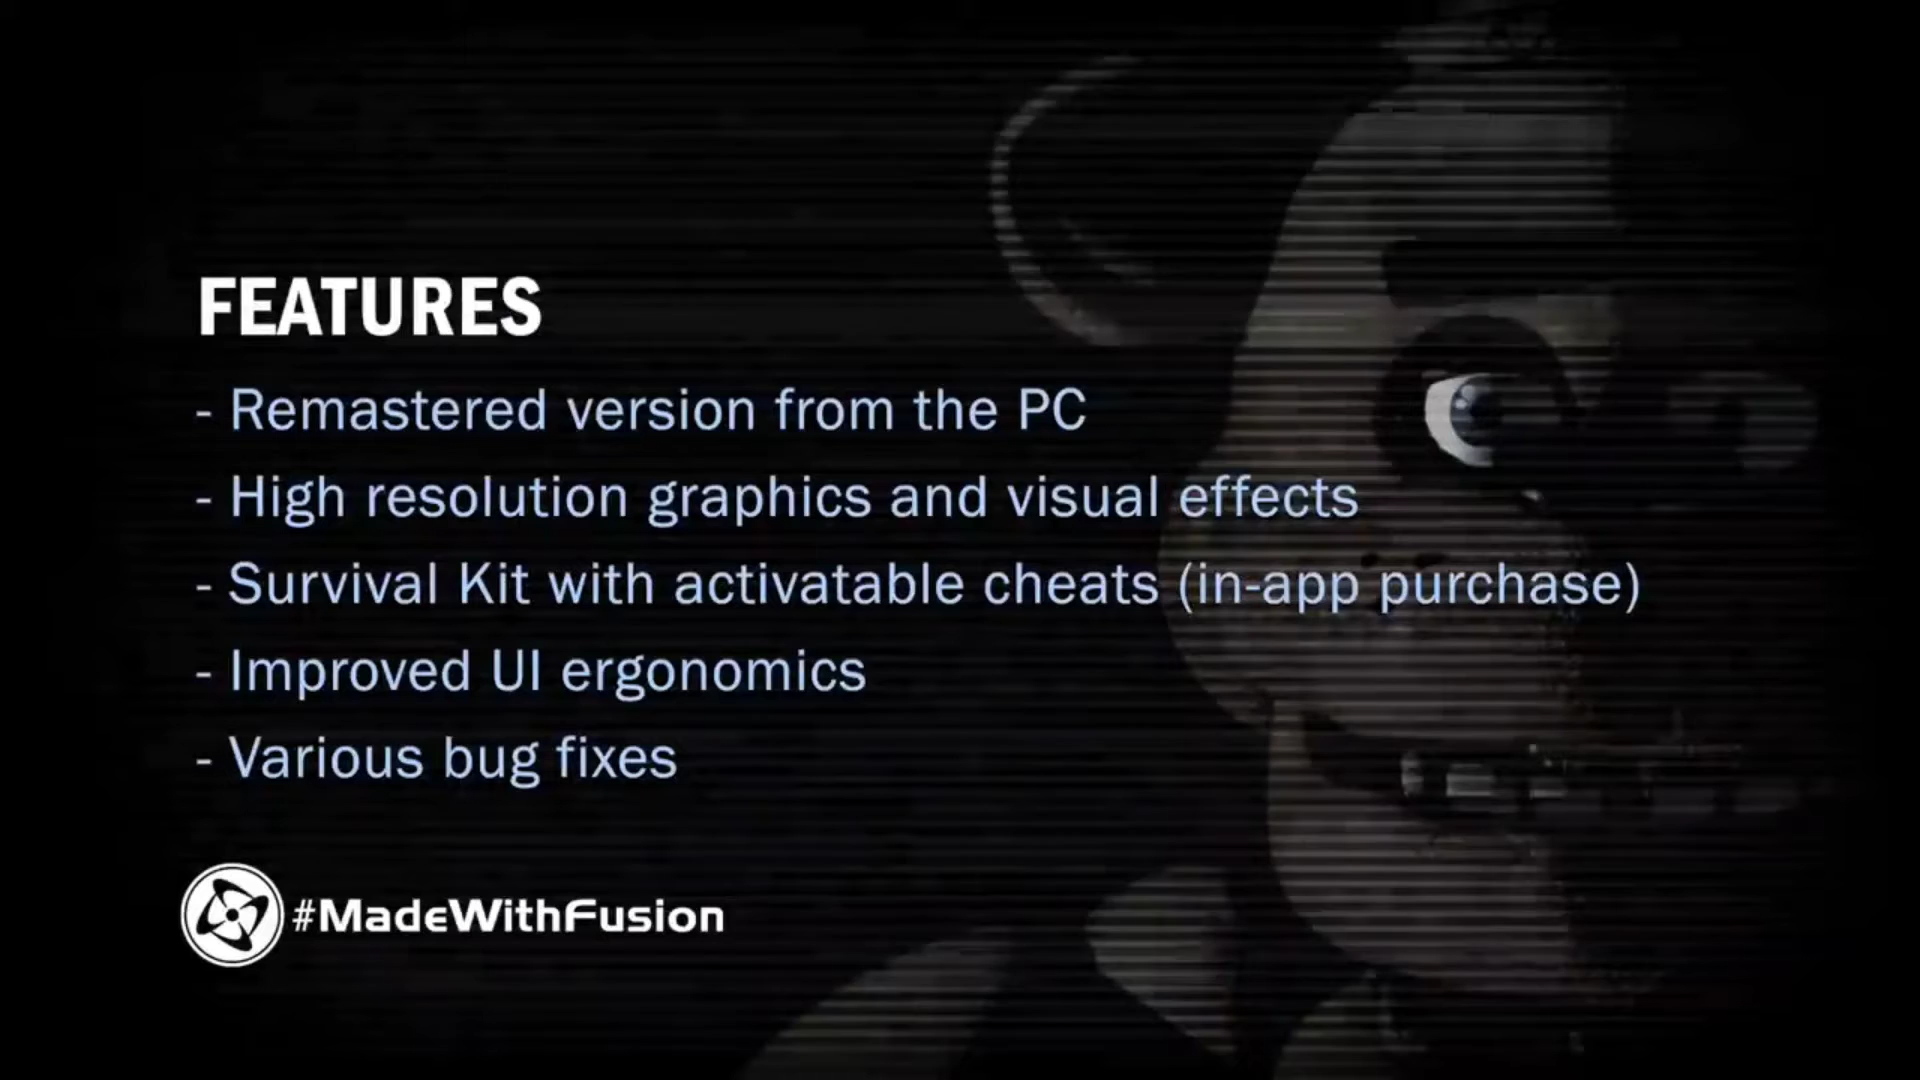 FEATURES
- Remastered version from the PC
- High resolution graphics and visual effects
- Survival Kit with activatable cheats (in-app purchase)
- Improved UI ergonomics
- Various bug fixes
#MadeWithFusion